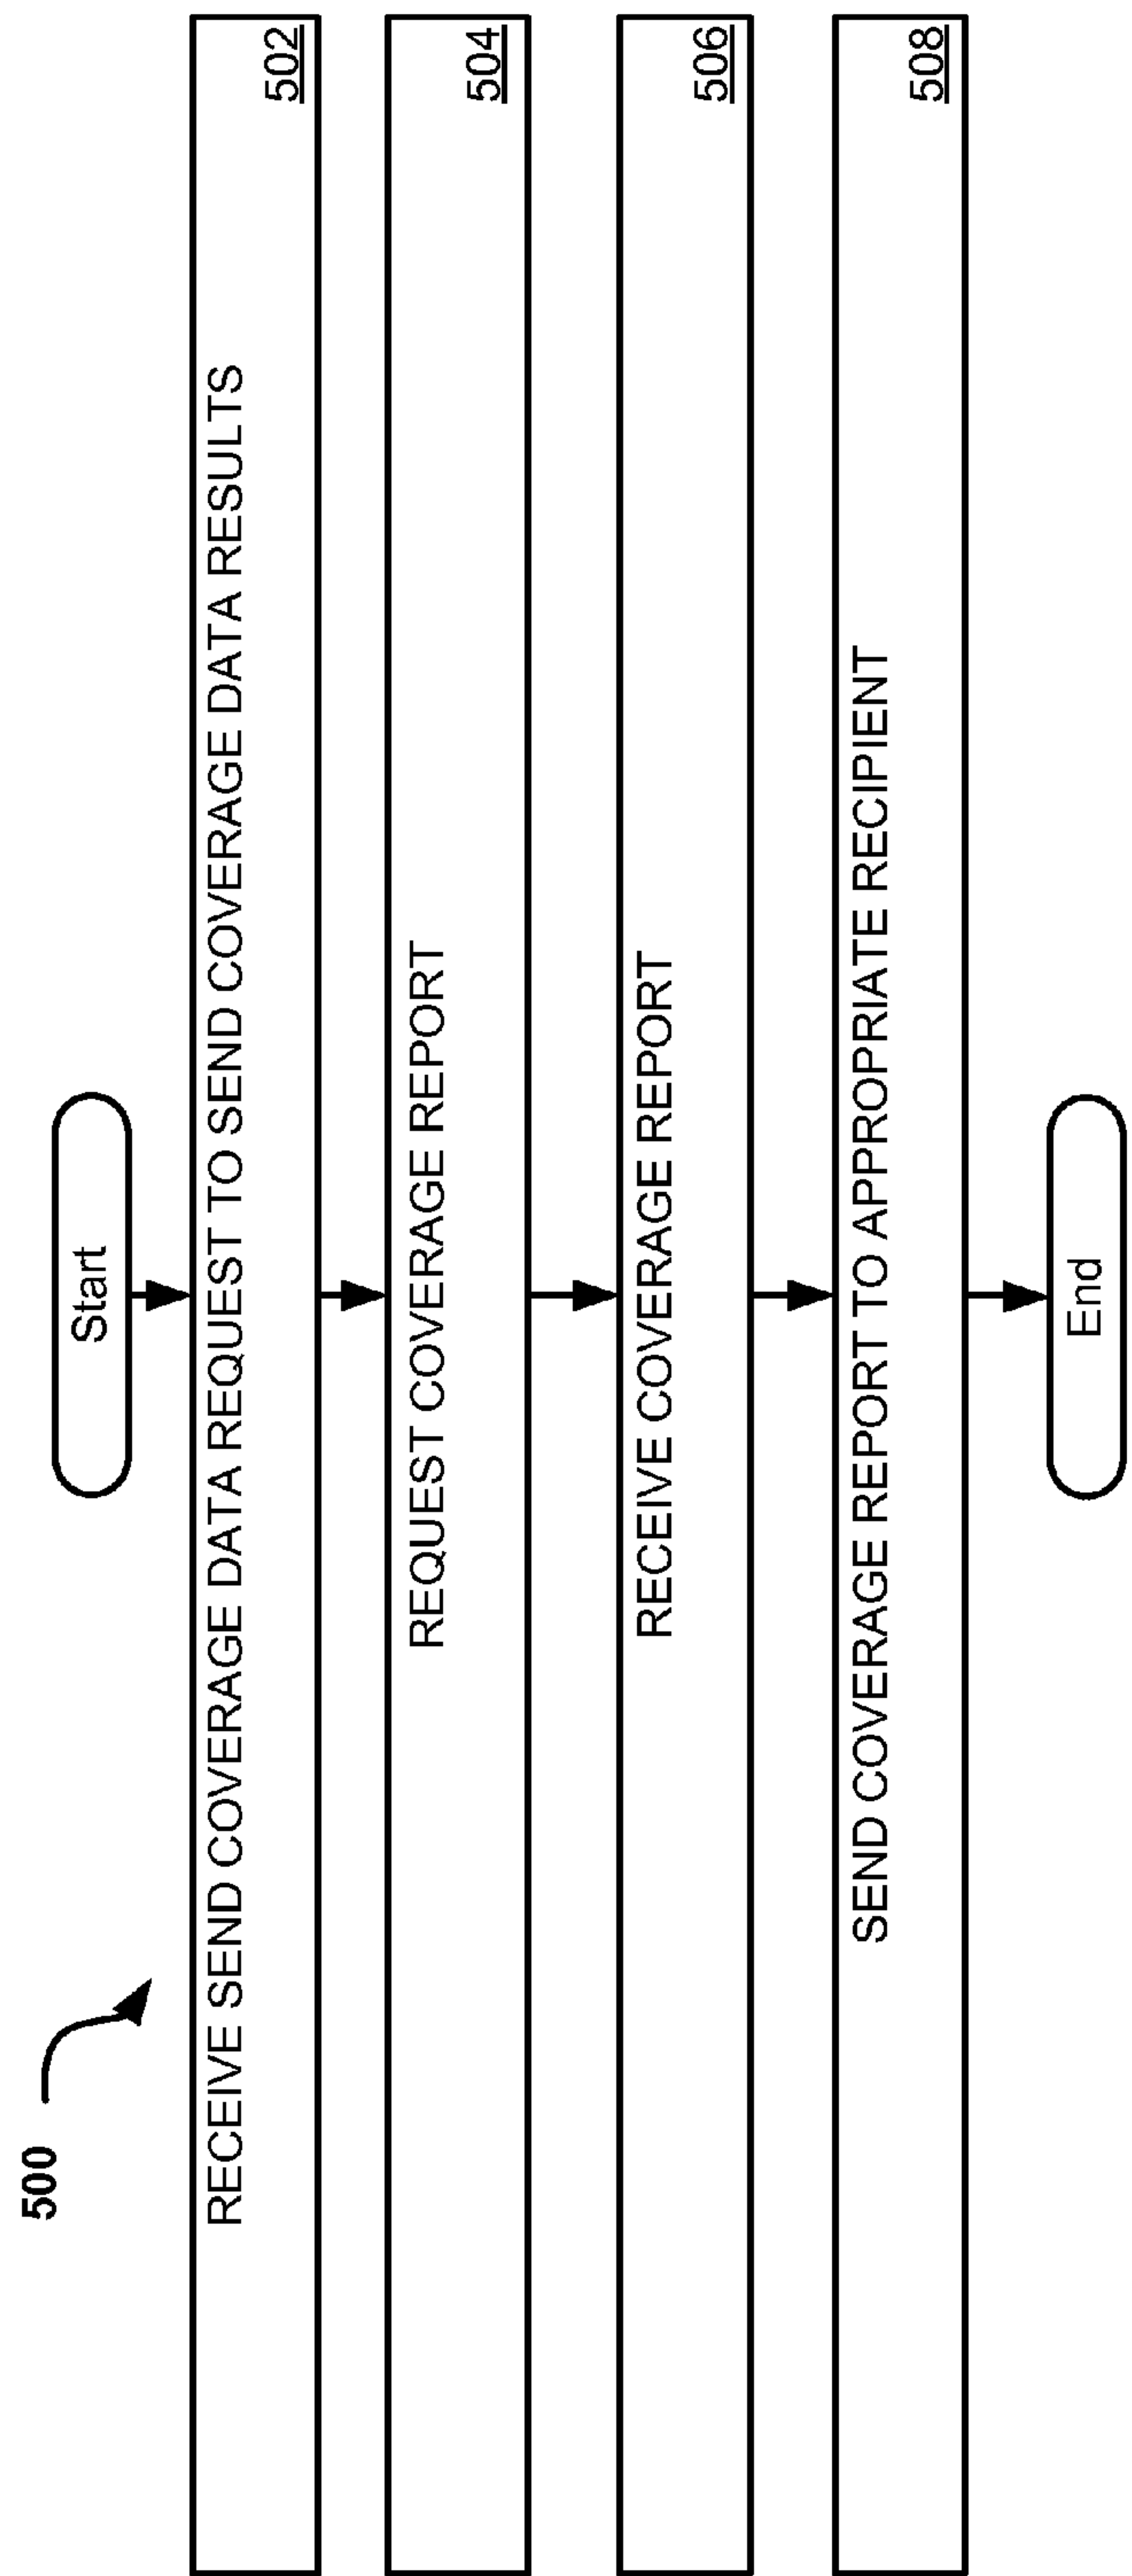 500
Start
RECEIVE SEND COVERAGE DATA REQUEST TO SEND COVERAGE DATA RESULTS
502
REQUEST COVERAGE REPORT
504
RECEIVE COVERAGE REPORT
506
SEND COVERAGE REPORT TO APPROPRIATE RECIPIENT
508
End